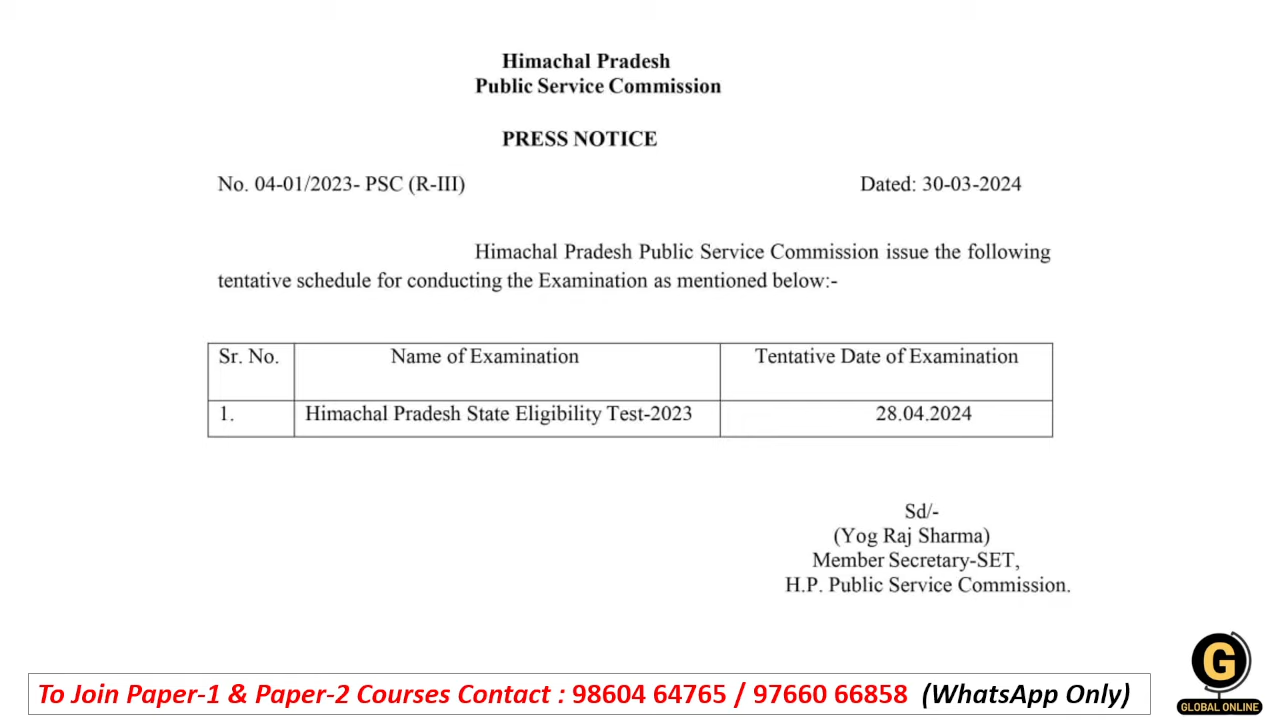 Himachal Pradesh
Public Service Commission
PRESS NOTICE
No. 04-01/2023- PSC (R-III) Dated: 30-03-2024
Himachal Pradesh Public Service Commission issue the following
tentative schedule for conducting the Examination as mentioned below:-
Sr. No. Name of Examination Tentative Date of Examination
1. Himachal Pradesh State Eligibility Test-2023 28.04.2024
Sd/-
(Yog Raj Sharma)
Member Secretary-SET,
H.P. Public Service Commission.
G
GLOBAL ONLINE
To Join Paper-1 & Paper-2 Courses Contact : 98604 64765 / 97660 66858 (WhatsApp Only)